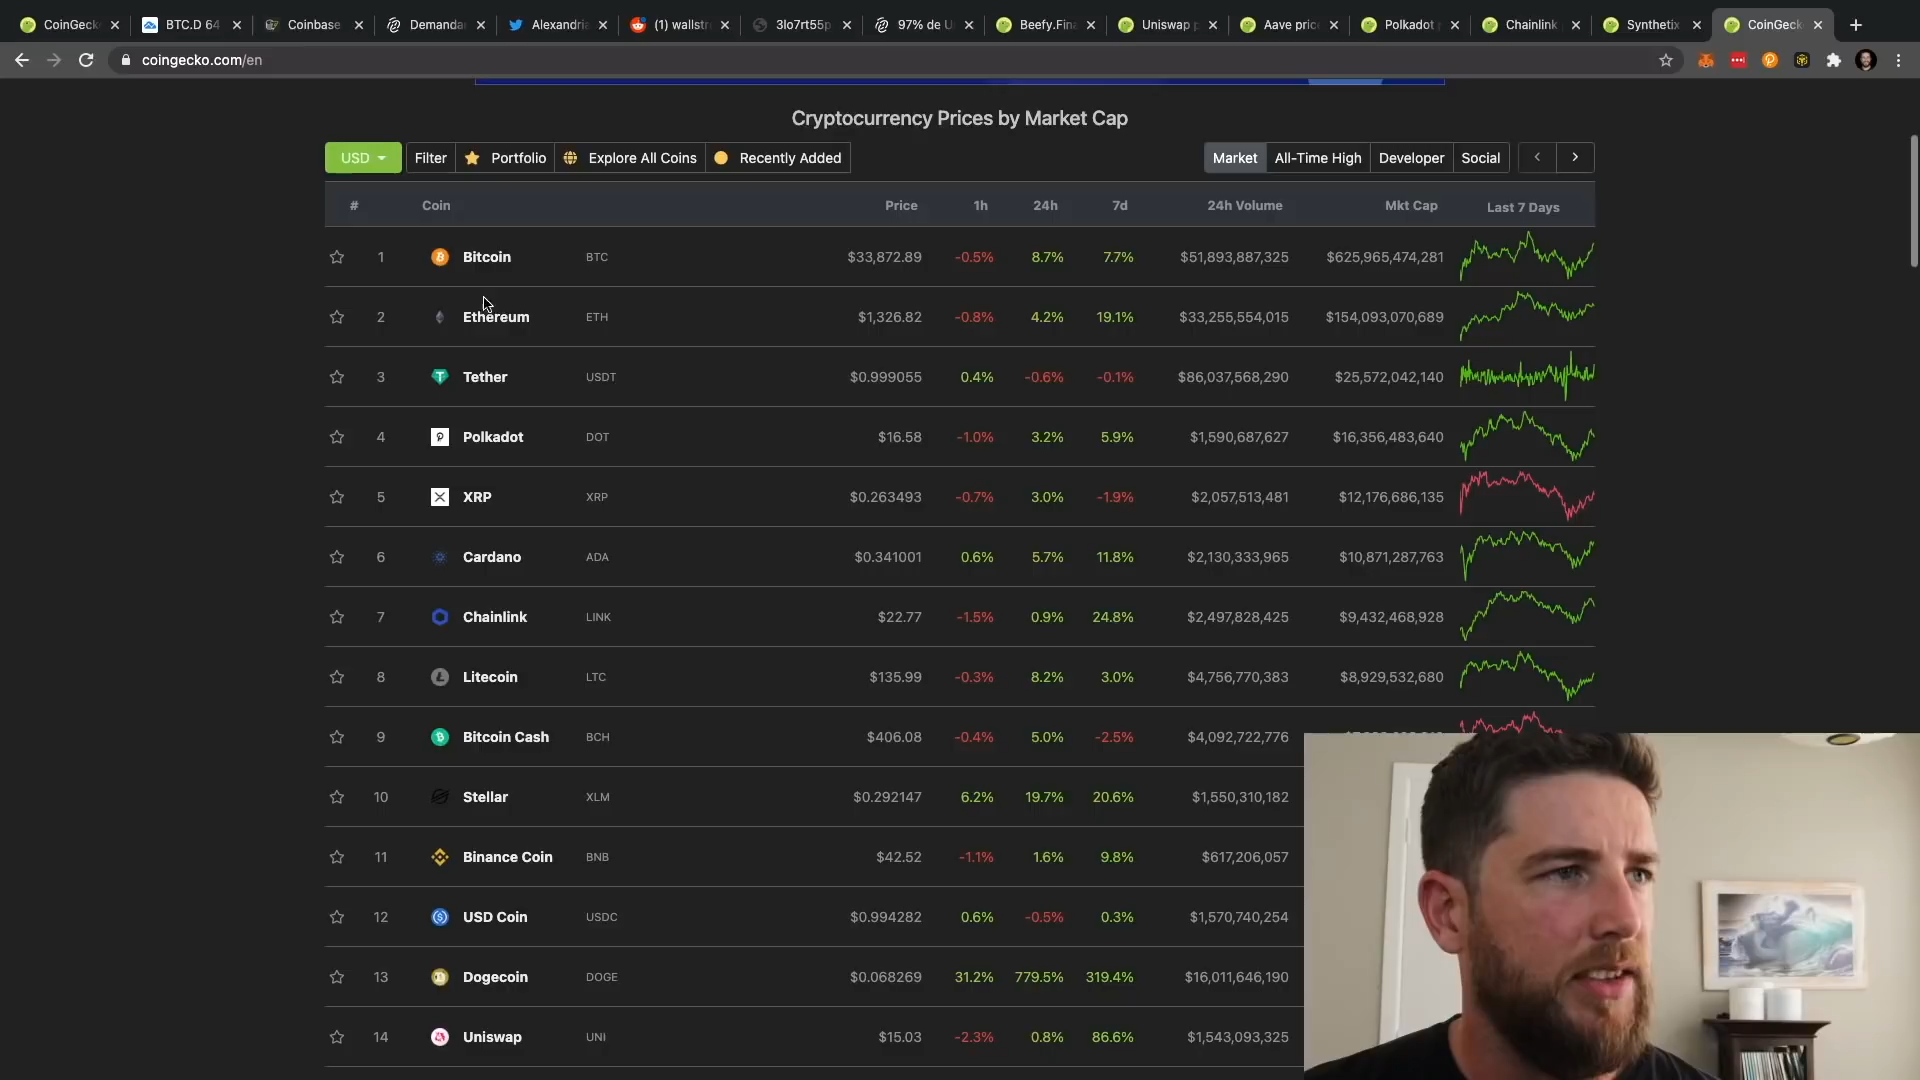 CoinGeck
BTC.D 64
Coinbase
Demanda
Alexandri
(1) wallstr
3lo7rt55p
97% de U
Beefy.Fin
Uniswap p
Aave pric
Polkadot
Chainlink
Synthetix
CoinGeck
coingecko.com/en
Cryptocurrency Prices by Market Cap
USD Filter Portfolio Explore All Coins Recently Added Market All-Time High Developer Social
# Coin Price 1h 24h 7d 24h Volume Mkt Cap Last 7 Days
1 Bitcoin BTC $33,872.89 -0.5% 8.7% 7.7% $51,893,887,325 $625,965,474,281
2 Ethereum ETH $1,326.82 -0.8% 4.2% 19.1% $33,255,554,015 $154,093,070,689
3 Tether USDT $0.999055 0.4% -0.6% -0.1% $86,037,568,290 $25,572,042,140
4 Polkadot DOT $16.58 -1.0% 3.2% 5.9% $1,590,687,627 $16,356,483,640
5 XRP XRP $0.263493 -0.7% 3.0% -1.9% $2,057,513,481 $12,176,686,135
6 Cardano ADA $0.341001 0.6% 5.7% 11.8% $2,130,333,965 $10,871,287,763
7 Chainlink LINK $22.77 -1.5% 0.9% 24.8% $2,497,828,425 $9,432,468,928
8 Litecoin LTC $135.99 -0.3% 8.2% 3.0% $4,756,770,383 $8,929,532,680
9 Bitcoin Cash BCH $406.08 -0.4% 5.0% -2.5% $4,092,722,776
10 Stellar XLM $0.292147 6.2% 19.7% 20.6% $1,550,310,182
11 Binance Coin BNB $42.52 -1.1% 1.6% 9.8% $617,206,057
12 USD Coin USDC $0.994282 0.6% -0.5% 0.3% $1,570,740,254
13 Dogecoin DOGE $0.068269 31.2% 779.5% 319.4% $16,011,646,190
14 Uniswap UNI $15.03 -2.3% 0.8% 86.6% $1,543,093,325